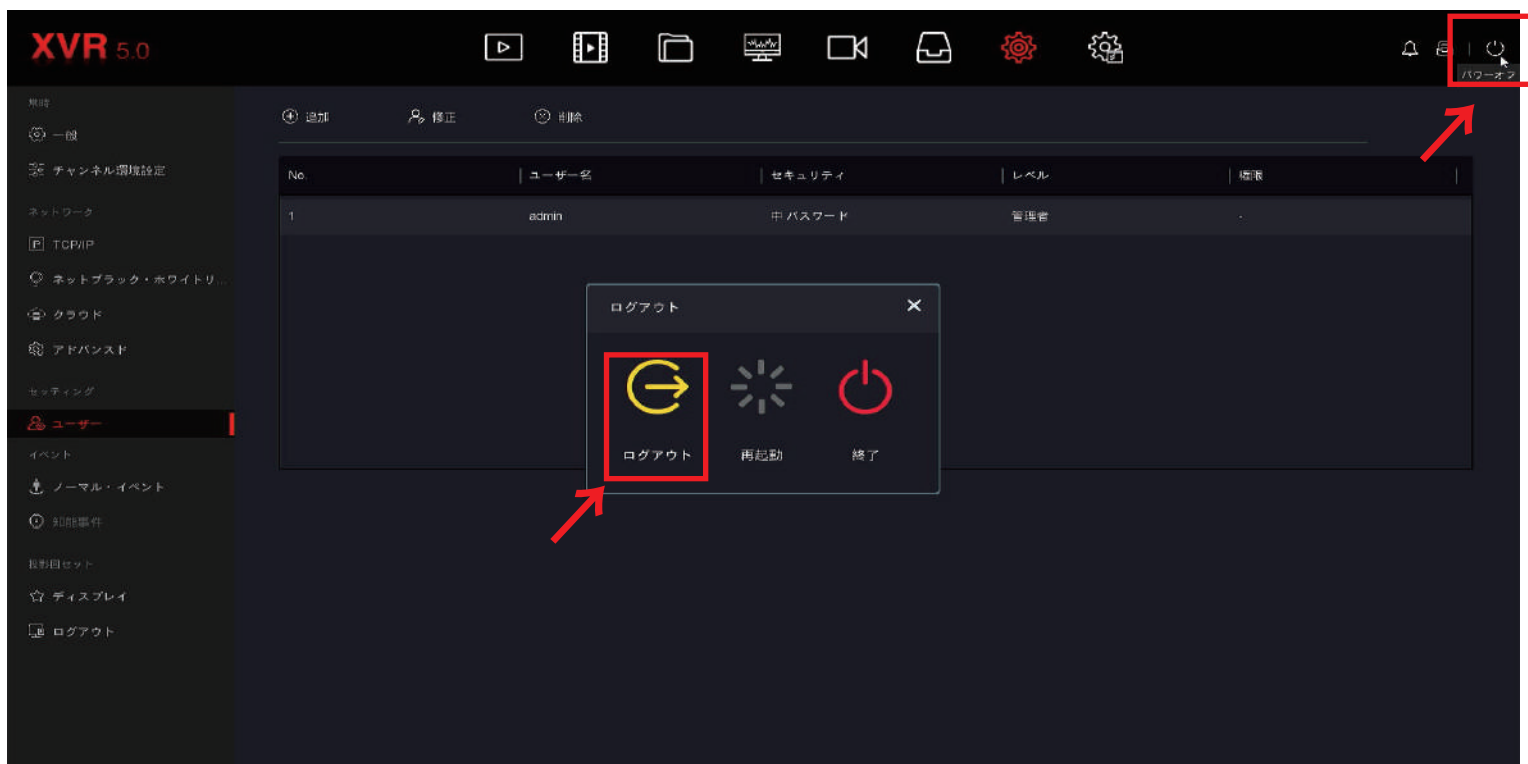 XVR 5.0
パワーオフ
一般
チャンネル環境設定
ネットワーク
P TCP/IP
ネットブラック・ホワイトリ...
クラウド
アドバンスド
セッティング
ユーザー
イベント
ノーマル・イベント
知能事件
ディスプレイ
ログアウト
追加 修正 削除
No. ユーザー名 セキュリティ レベル 権限
1 admin 中 パスワード 管理者 -
ログアウト
ログアウト 再起動 終了